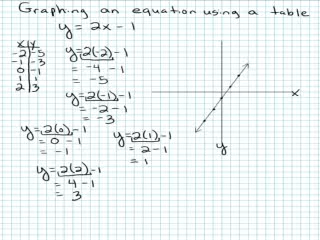 Graphing an equation using a table
y = 2x - 1
x | y
-2 | -5
-1 | -3
0 | -1
1 | 1
2 | 3
y = 2(-2) - 1
= -4 - 1
= -5
y = 2(-1) - 1
= -2 - 1
= -3
y = 2(0) - 1
= 0 - 1
= -1
y = 2(1) - 1
= 2 - 1
= 1
y = 2(2) - 1
= 4 - 1
= 3
x
y